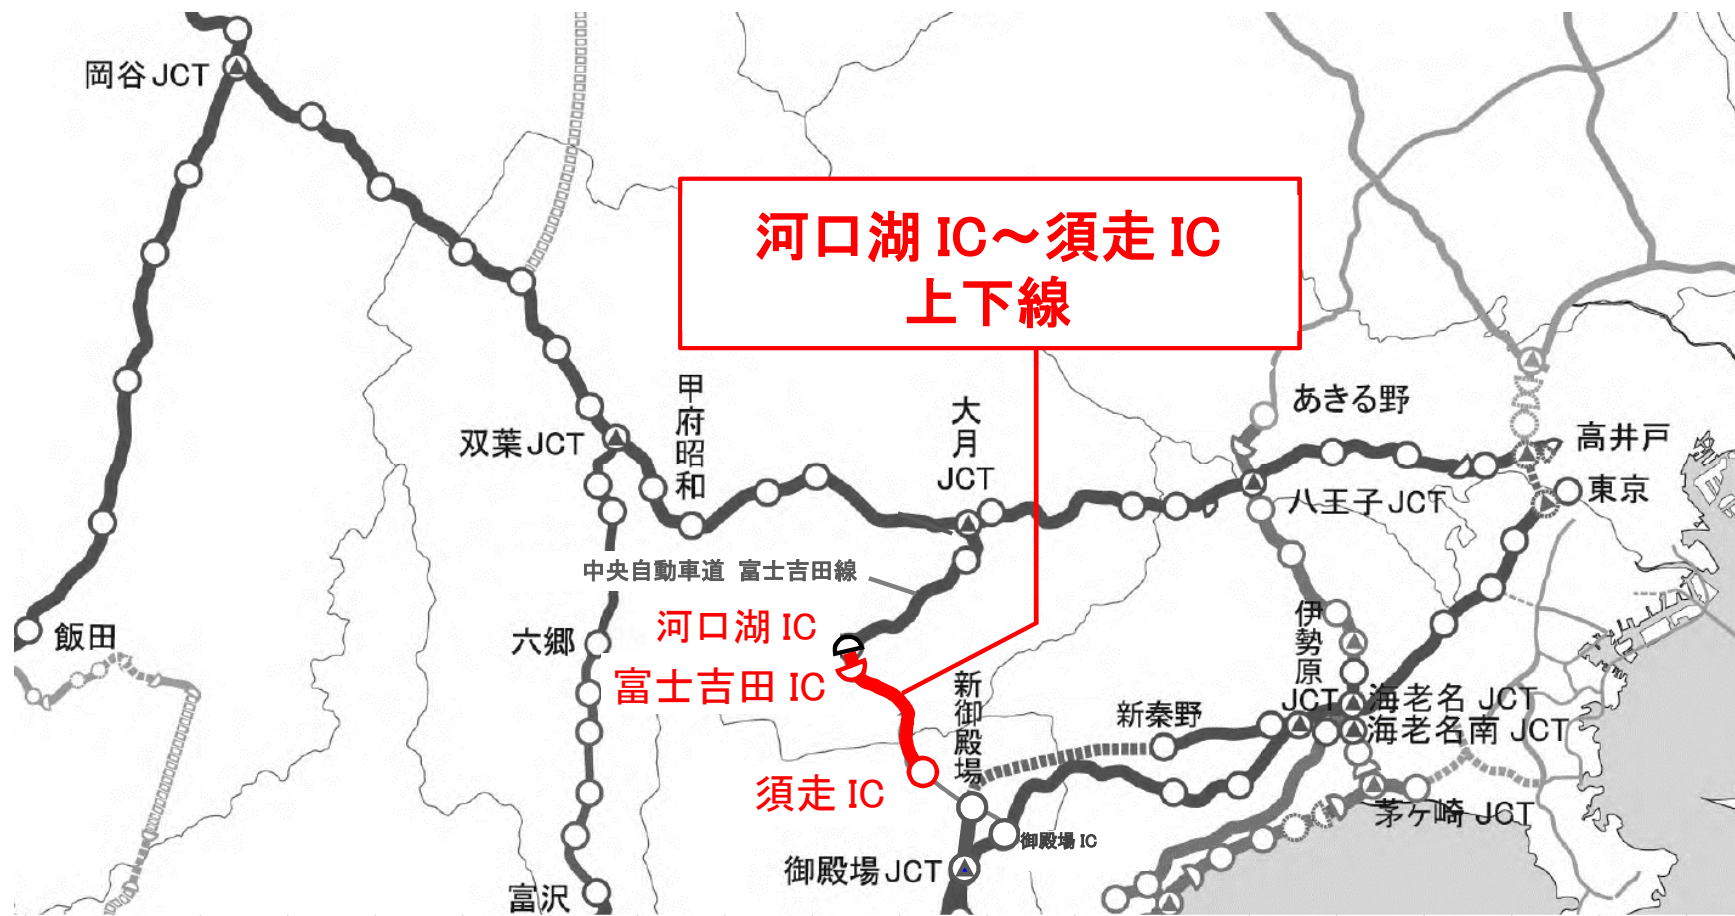 岡谷JCT
河口湖IC～須走IC
上下線
甲府昭和
大月JCT
あきる野
高井戸
双葉JCT
八王子JCT
東京
中央自動車道 富士吉田線
河口湖IC
飯田
六郷
伊勢原JCT
富士吉田IC
新御殿場
新秦野
海老名JCT
海老名南JCT
須走IC
茅ヶ崎JCT
御殿場IC
御殿場JCT
富沢